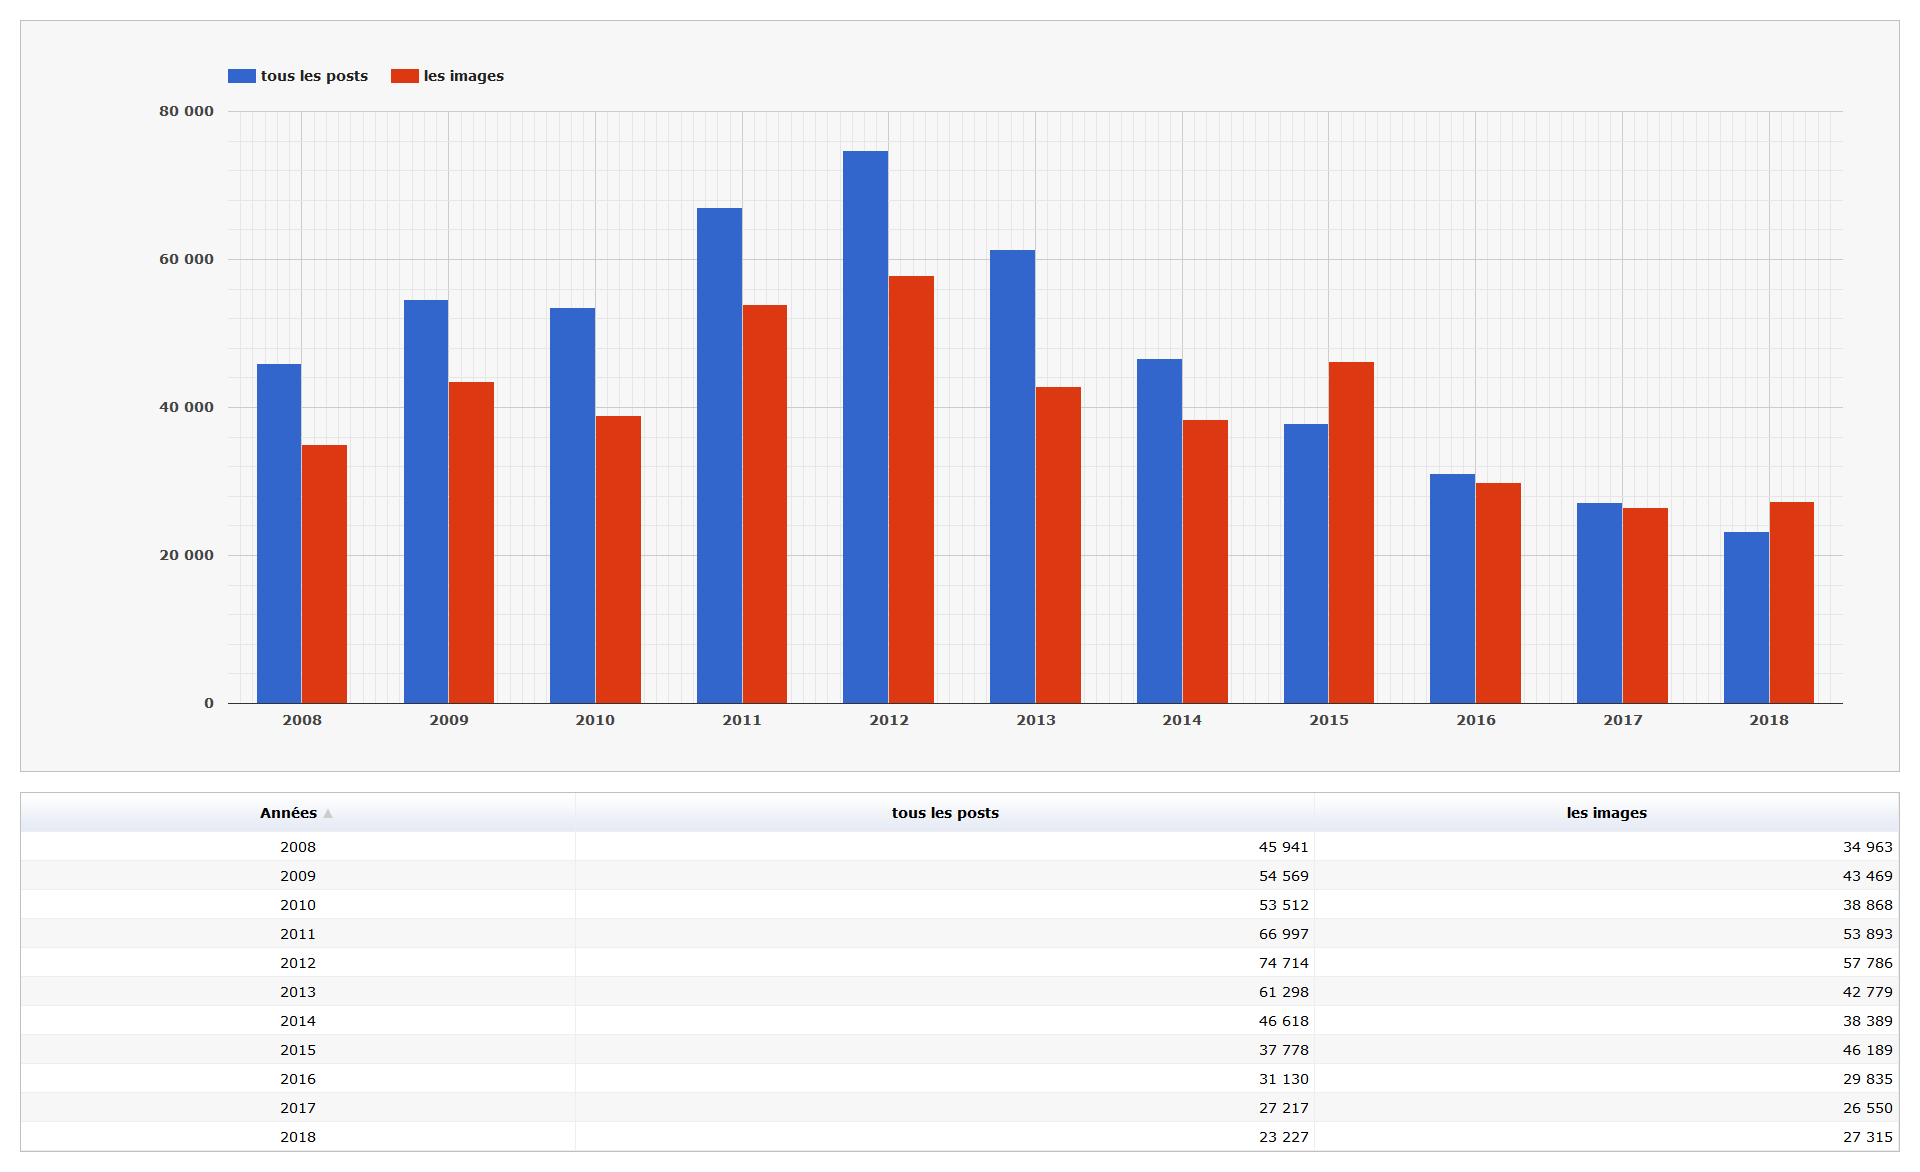 tous les posts les images
80 000
60 000
40 000
20 000
0
2008 2009 2010 2011 2012 2013 2014 2015 2016 2017 2018
Années tous les posts les images
2008 45 941 34 963
2009 54 569 43 469
2010 53 512 38 868
2011 66 997 53 893
2012 74 714 57 786
2013 61 298 42 779
2014 46 618 38 389
2015 37 778 46 189
2016 31 130 29 835
2017 27 217 26 550
2018 23 227 27 315